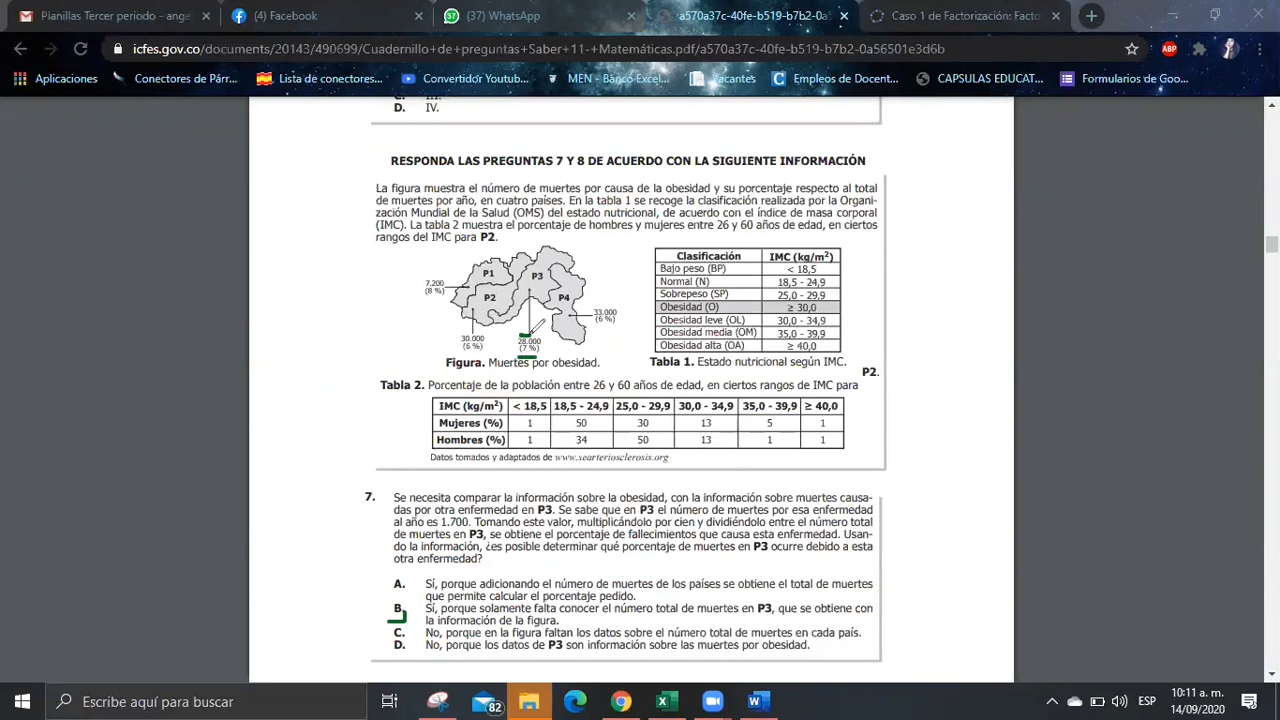 Planillas Tercer periodo - ange
(4) Facebook
(37) WhatsApp
a570a37c-40fe-b519-b7b2-0a5
Caso 1 de Factorización: Facto
icfes.gov.co/documents/20143/490699/Cuadernillo+de+preguntas+Saber+11-+Matemáticas.pdf/a570a37c-40fe-b519-b7b2-0a56501e3d6b
ABP
Aplicaciones
Conectores de Párr...
Lista de conectores...
Convertido Youtub...
MEN - Banco Excel...
Vacantes
Empleos de Docent...
CAPSULAS EDUCAT...
Formularios de Goo...
C. III.
D. IV.
RESPONDA LAS PREGUNTAS 7 Y 8 DE ACUERDO CON LA SIGUIENTE INFORMACIÓN
La figura muestra el número de muertes por causa de la obesidad y su porcentaje respecto al total
de muertes por año, en cuatro países. En la tabla 1 se recoge la clasificación realizada por la Organi-
zación Mundial de la Salud (OMS) del estado nutricional, de acuerdo con el índice de masa corporal
(IMC). La tabla 2 muestra el porcentaje de hombres y mujeres entre 26 y 60 años de edad, en ciertos
rangos del IMC para P2.
P1
P3
P2
P4
7.200
(8 %)
33.000
(6 %)
30.000
(6 %)
28.000
(7 %)
Figura. Muertes por obesidad.
Clasificación IMC (kg/m²)
Bajo peso (BP) < 18,5
Normal (N) 18,5 - 24,9
Sobrepeso (SP) 25,0 - 29,9
Obesidad (O) ≥ 30,0
Obesidad leve (OL) 30,0 - 34,9
Obesidad media (OM) 35,0 - 39,9
Obesidad alta (OA) ≥ 40,0
Tabla 1. Estado nutricional según IMC.
P2.
Tabla 2. Porcentaje de la población entre 26 y 60 años de edad, en ciertos rangos de IMC para
IMC (kg/m²) < 18,5 18,5 - 24,9 25,0 - 29,9 30,0 - 34,9 35,0 - 39,9 ≥ 40,0
Mujeres (%) 1 50 30 13 5 1
Hombres (%) 1 34 50 13 1 1
Datos tomados y adaptados de www.searteriosclerosis.org
7. Se necesita comparar la información sobre la obesidad, con la información sobre muertes causa-
das por otra enfermedad en P3. Se sabe que en P3 el número de muertes por esa enfermedad
al año es 1.700. Tomando este valor, multiplicándolo por cien y dividiéndolo entre el número total
de muertes en P3, se obtiene el porcentaje de fallecimientos que causa esta enfermedad. Usan-
do la información, ¿es posible determinar qué porcentaje de muertes en P3 ocurre debido a esta
otra enfermedad?
A. Sí, porque adicionando el número de muertes de los países se obtiene el total de muertes
que permite calcular el porcentaje pedido.
B. Sí, porque solamente falta conocer el número total de muertes en P3, que se obtiene con
la información de la figura.
C. No, porque en la figura faltan los datos sobre el número total de muertes en cada país.
D. No, porque los datos de P3 son información sobre las muertes por obesidad.
Escribe aquí para buscar
82
ESP
10:11 a. m.
14/09/2020